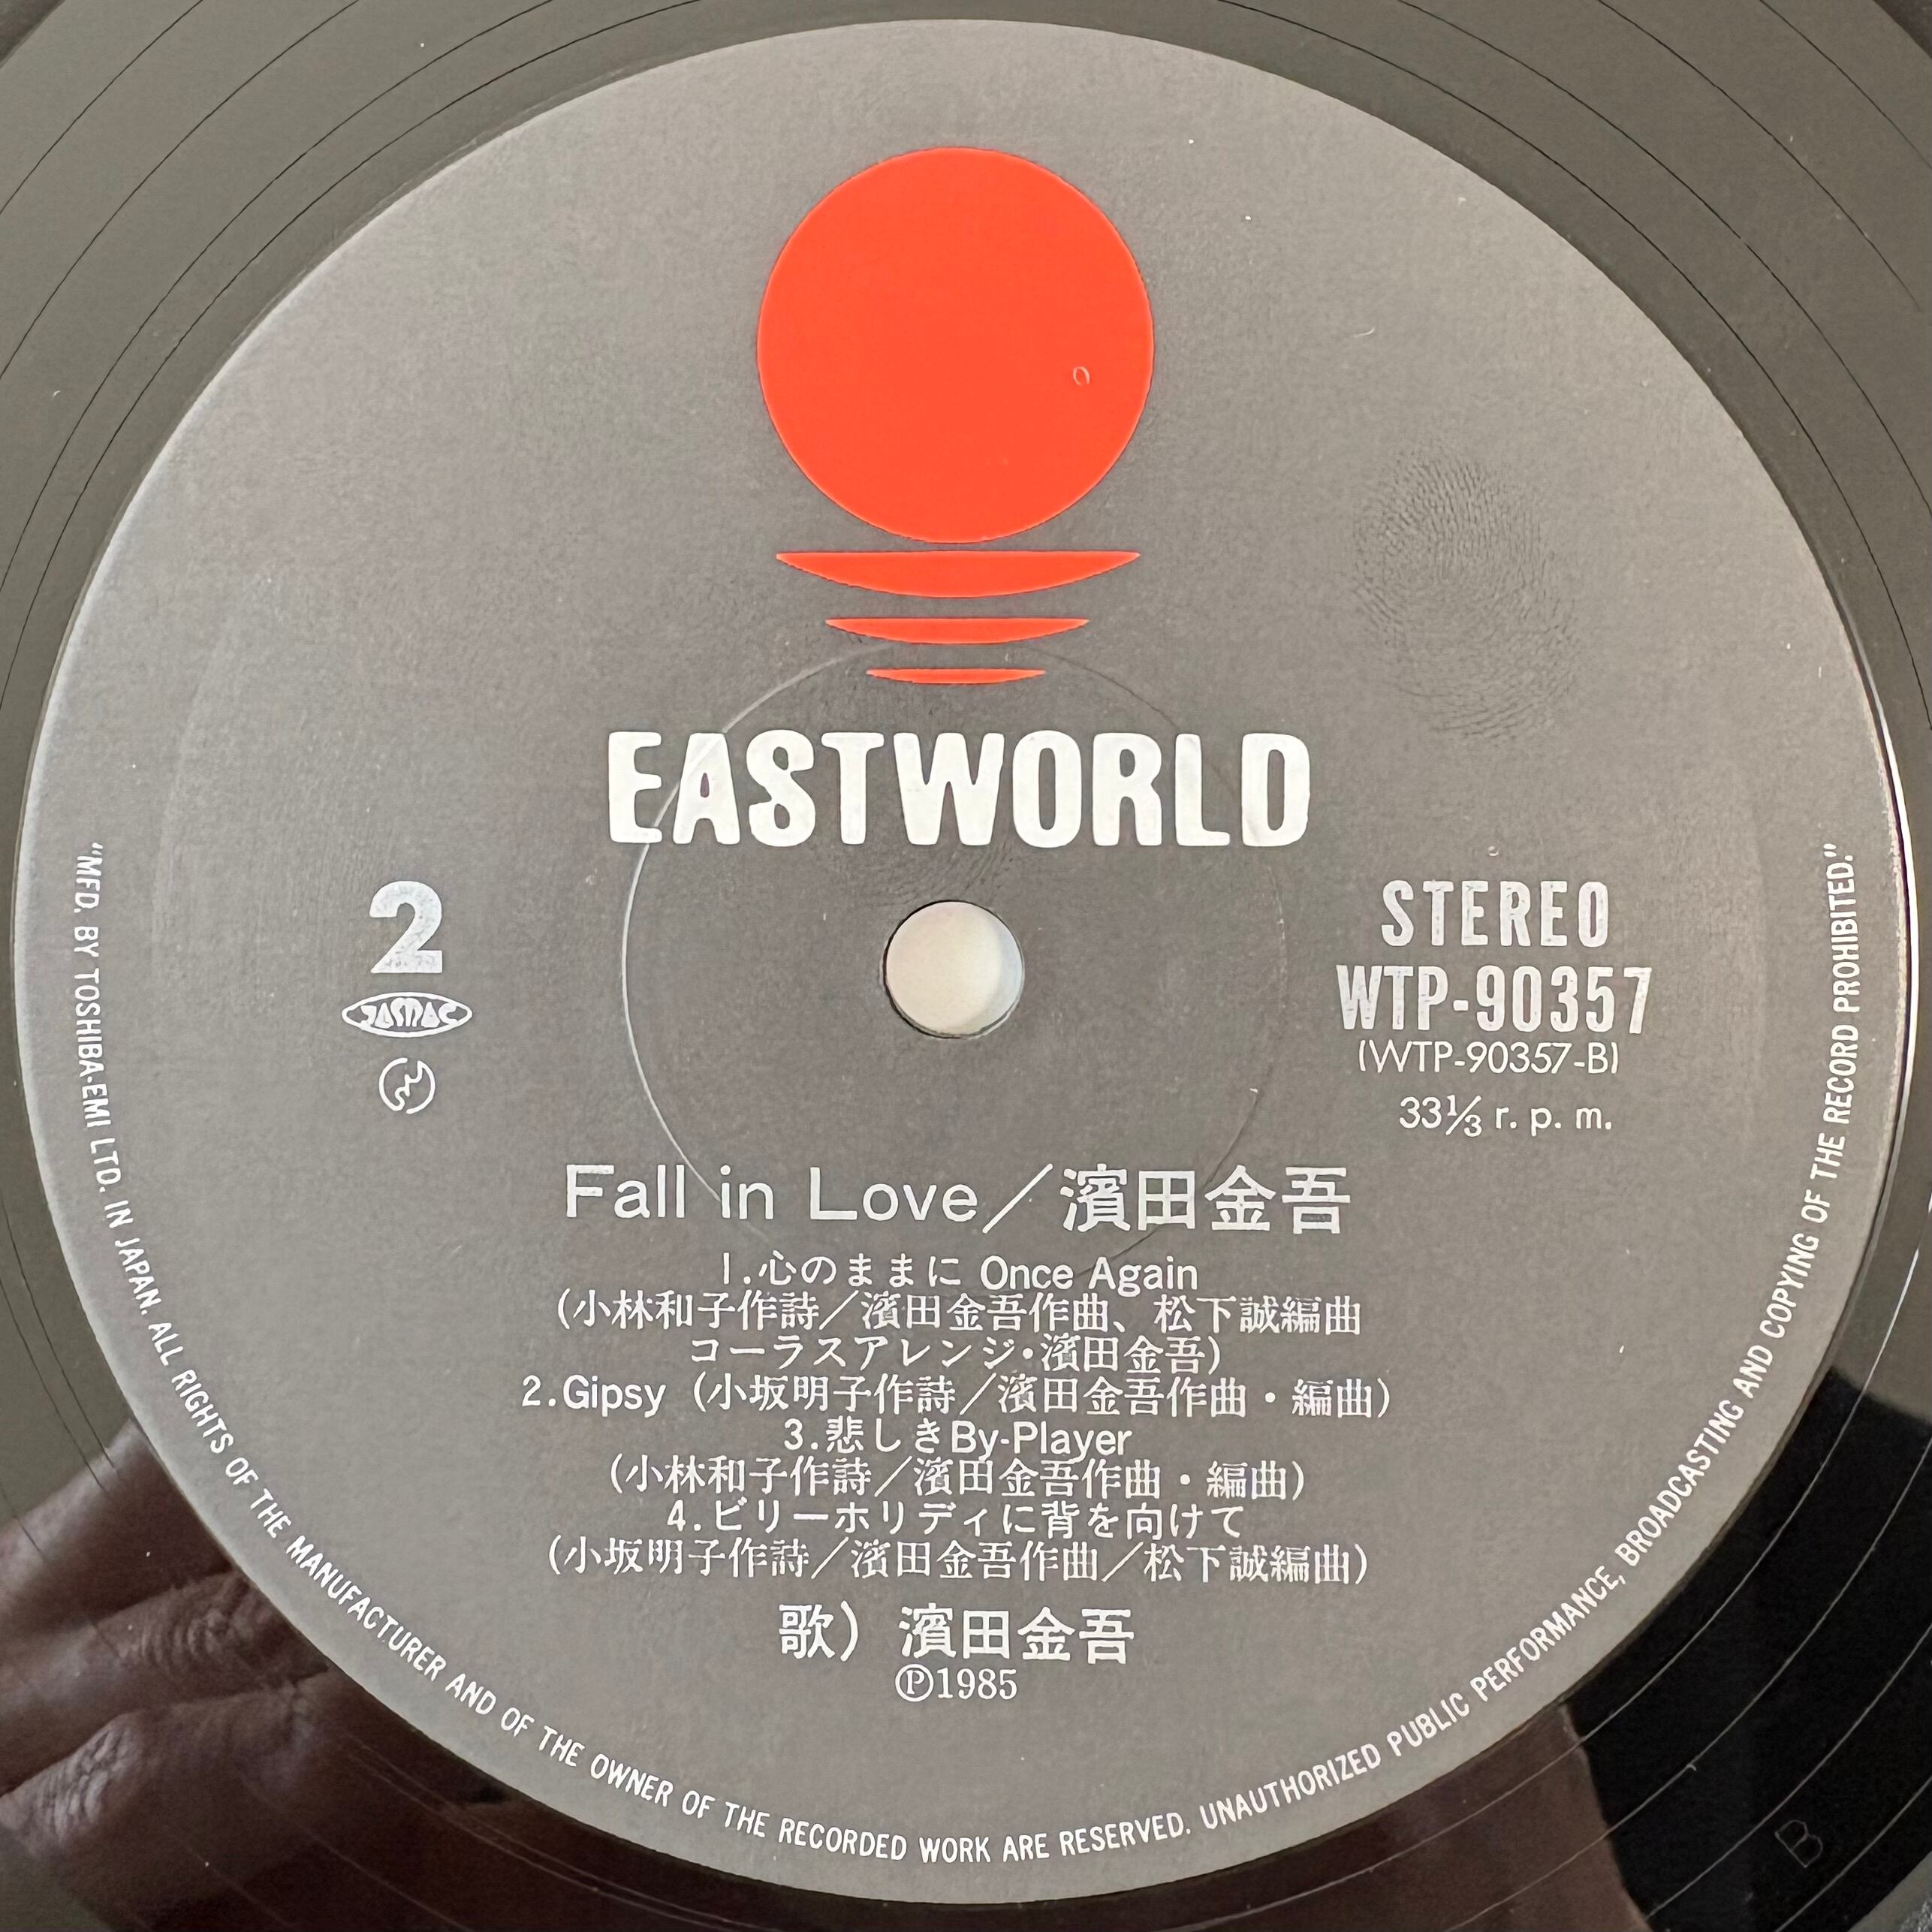 EASTWORLD
2
JASRAC
STEREO
WTP-90357
(WTP-90357-B)
33⅓ r. p. m.
Fall in Love／濱田金吾
1.心のままに Once Again
(小林和子作詩／濱田金吾作曲、松下誠編曲
コーラスアレンジ・濱田金吾)
2.Gipsy (小坂明子作詩／濱田金吾作曲・編曲)
3.悲しきBy-Player
(小林和子作詩／濱田金吾作曲・編曲)
4.ビリーホリディに背を向けて
(小坂明子作詩／濱田金吾作曲／松下誠編曲)
歌) 濱田金吾
Ⓟ1985
"MFD. BY TOSHIBA-EMI LTD. IN JAPAN. ALL RIGHTS OF THE MANUFACTURER AND OF THE OWNER OF THE RECORDED WORK ARE RESERVED. UNAUTHORIZED PUBLIC PERFORMANCE, BROADCASTING AND COPYING OF THE RECORD PROHIBITED."
B